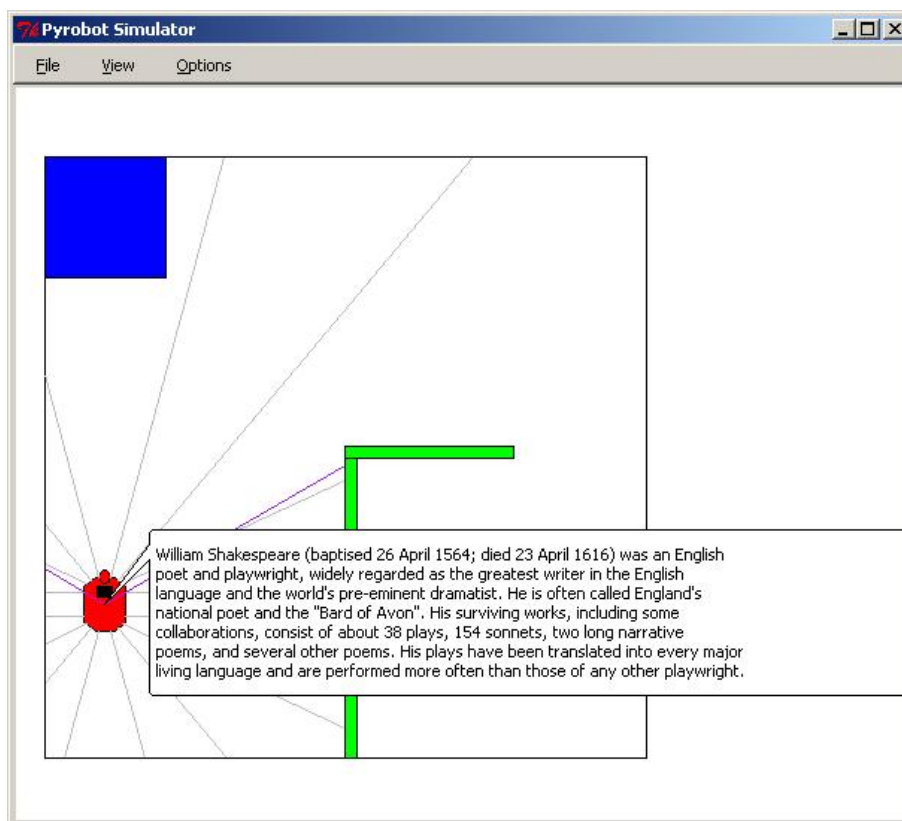 Pyrobot Simulator
File View Options
William Shakespeare (baptised 26 April 1564; died 23 April 1616) was an English
poet and playwright, widely regarded as the greatest writer in the English
language and the world's pre-eminent dramatist. He is often called England's
national poet and the "Bard of Avon". His surviving works, including some
collaborations, consist of about 38 plays, 154 sonnets, two long narrative
poems, and several other poems. His plays have been translated into every major
living language and are performed more often than those of any other playwright.